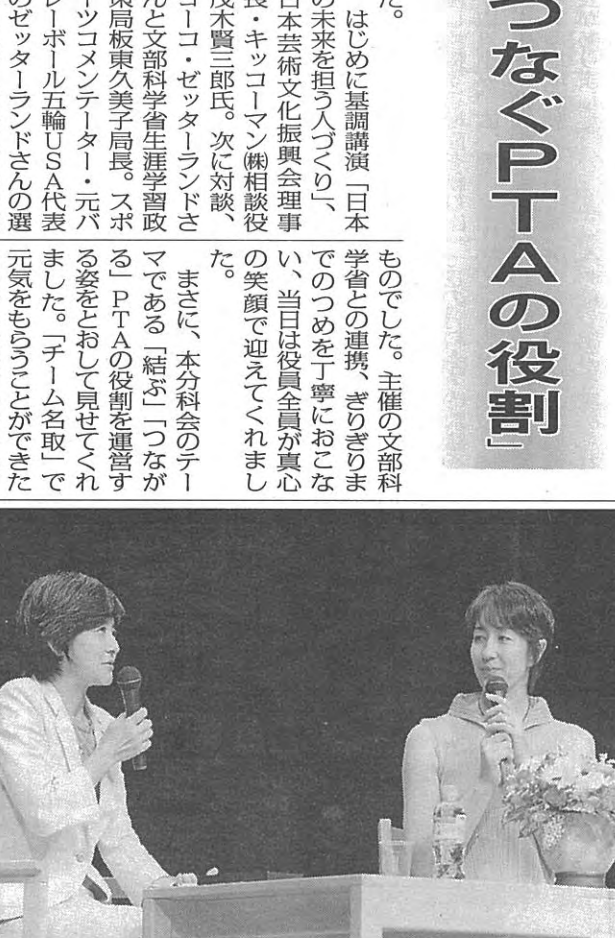 つなぐPTAの役割」
た。
はじめに基調講演「日本
の未来を担う人づくり」、
日本芸術文化振興会理事
長・キッコーマン㈱相談役
茂木賢三郎氏。次に対談、
ヨーコ・ゼッターランドさ
んと文部科学省生涯学習政
策局板東久美子局長。スポ
ーツコメンテーター・元バ
レーボール五輪USA代表
のゼッターランドさんの選
ものでした。主催の文部科
学省との連携、ぎりぎりま
でのつめを丁寧におこな
い、当日は役員全員が真心
の笑顔で迎えてくれまし
た。
まさに、本分科会のテー
マである「結ぶ」「つなが
る」PTAの役割を運営す
る姿をとおして見せてくれ
ました。「チーム名取」で
元気をもらうことができた